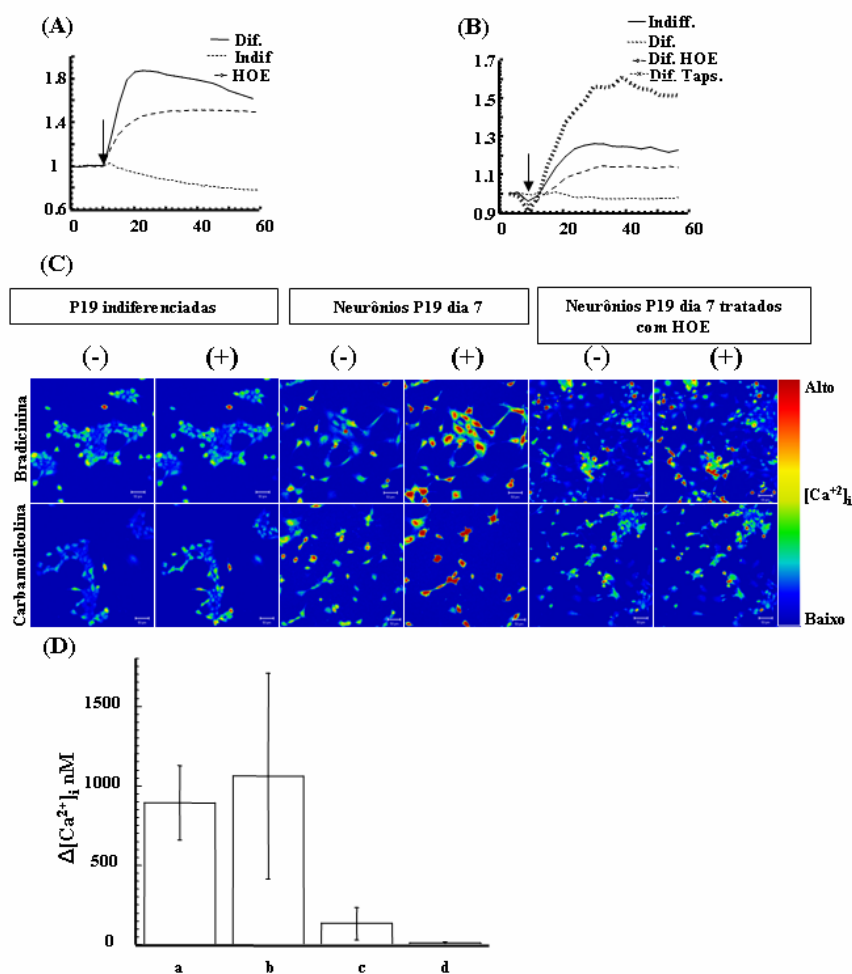 (A)
Dif.
Indif
HOE
1.8
1.4
1
0.6
0
20
40
60
(B)
Indiff.
Dif.
Dif. HOE
Dif. Taps.
1.7
1.5
1.3
1.1
0.9
0
20
40
60
(C)
P19 indiferenciadas
Neurônios P19 dia 7
Neurônios P19 dia 7 tratados
com HOE
(-)
(+)
(-)
(+)
(-)
(+)
Bradicinina
Carbamoilcolina
Alto
[Ca+2]i
Baixo
(D)
Δ[Ca2+]i nM
1500
1000
500
0
a
b
c
d